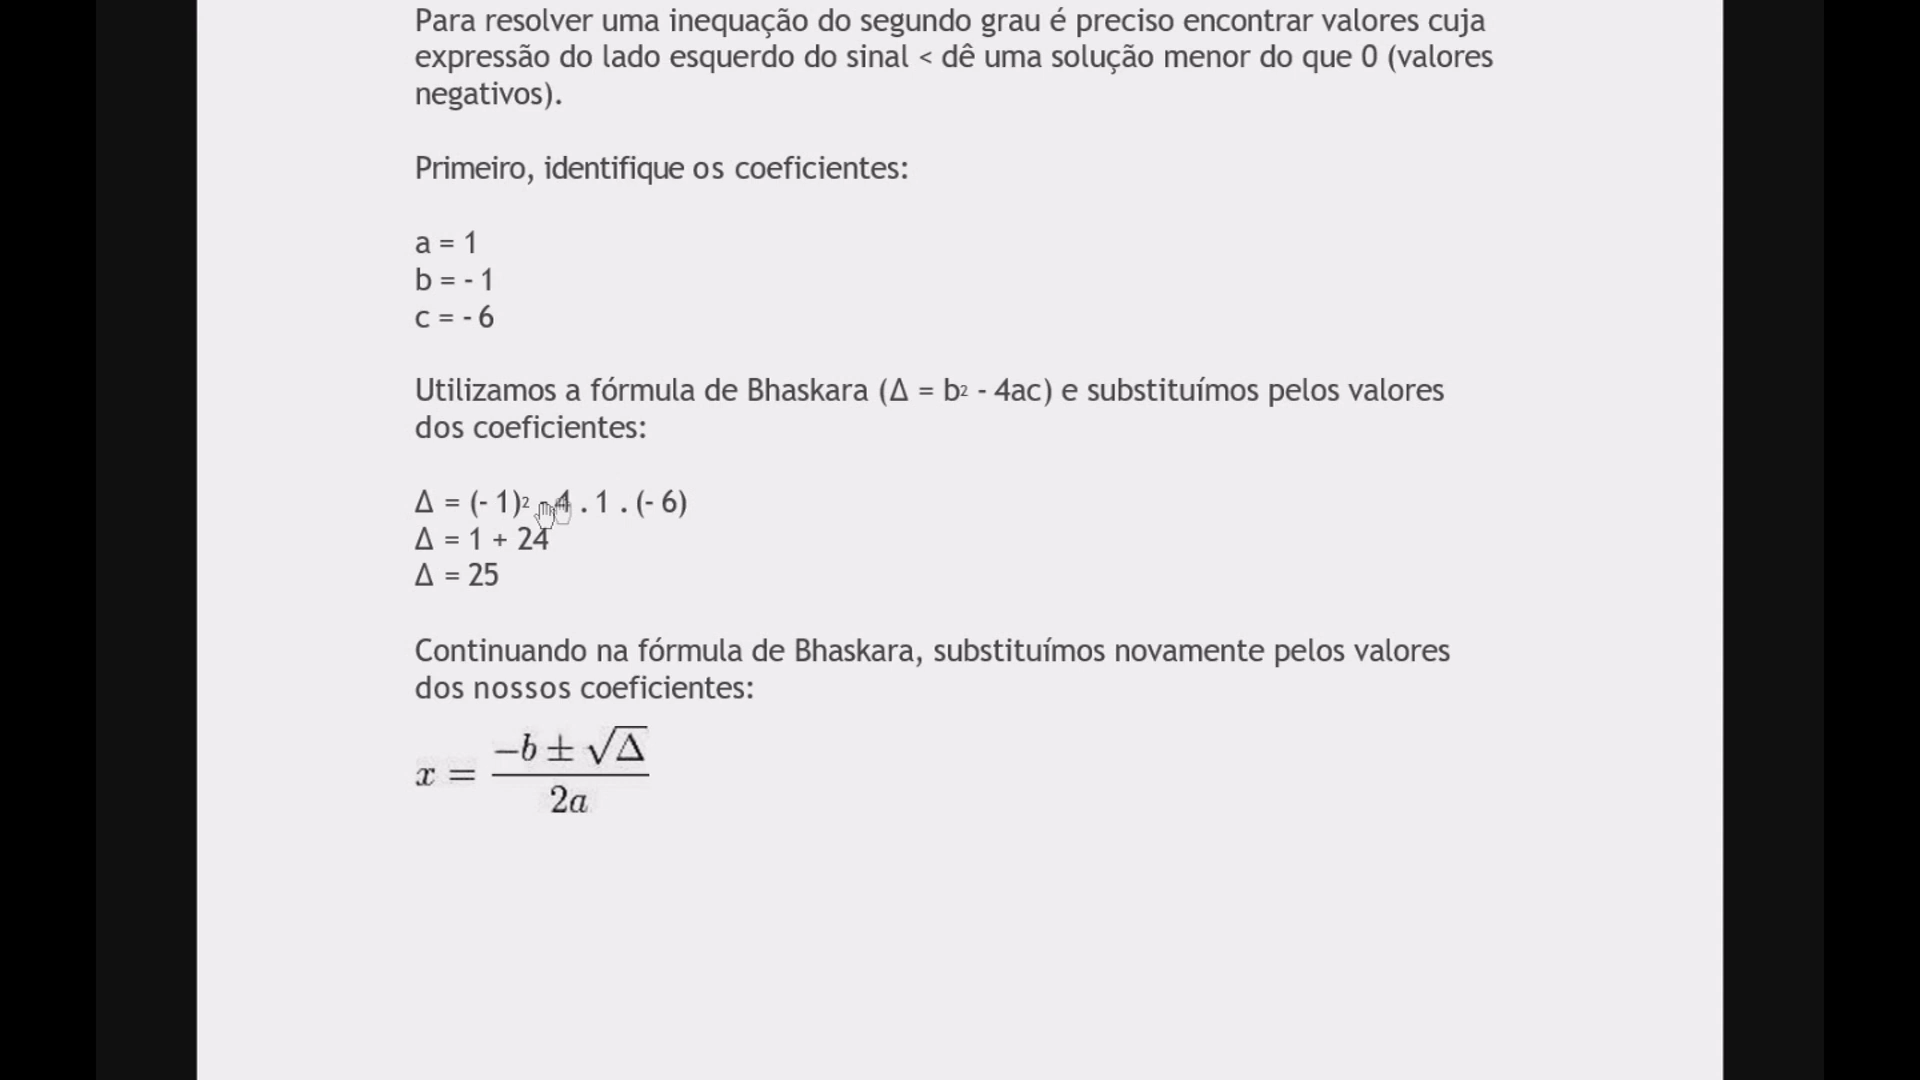 Para resolver uma inequação do segundo grau é preciso encontrar valores cuja
expressão do lado esquerdo do sinal < dê uma solução menor do que 0 (valores
negativos).
Primeiro, identifique os coeficientes:
a = 1
b = - 1
c = - 6
Utilizamos a fórmula de Bhaskara (Δ = b² - 4ac) e substituímos pelos valores
dos coeficientes:
Δ = (- 1)² - 4 . 1 . (- 6)
Δ = 1 + 24
Δ = 25
Continuando na fórmula de Bhaskara, substituímos novamente pelos valores
dos nossos coeficientes:
x = (−b ± √Δ) / 2a